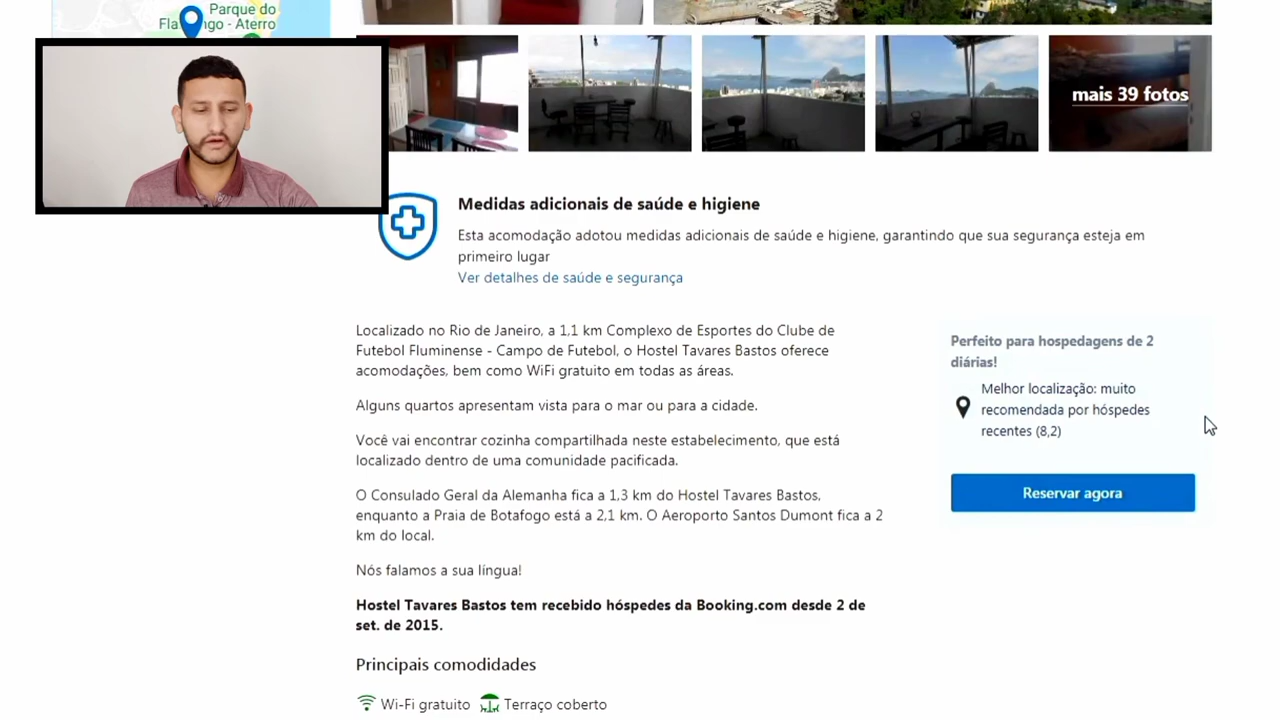 Parque do
Flamengo - Aterro
mais 39 fotos
Medidas adicionais de saúde e higiene
Esta acomodação adotou medidas adicionais de saúde e higiene, garantindo que sua segurança esteja em
primeiro lugar
Ver detalhes de saúde e segurança
Localizado no Rio de Janeiro, a 1,1 km Complexo de Esportes do Clube de
Futebol Fluminense - Campo de Futebol, o Hostel Tavares Bastos oferece
acomodações, bem como WiFi gratuito em todas as áreas.
Alguns quartos apresentam vista para o mar ou para a cidade.
Você vai encontrar cozinha compartilhada neste estabelecimento, que está
localizado dentro de uma comunidade pacificada.
O Consulado Geral da Alemanha fica a 1,3 km do Hostel Tavares Bastos,
enquanto a Praia de Botafogo está a 2,1 km. O Aeroporto Santos Dumont fica a 2
km do local.
Nós falamos a sua língua!
Hostel Tavares Bastos tem recebido hóspedes da Booking.com desde 2 de
set. de 2015.
Principais comodidades
Wi-Fi gratuito Terraço coberto
Perfeito para hospedagens de 2
diárias!
Melhor localização: muito
recomendada por hóspedes
recentes (8,2)
Reservar agora